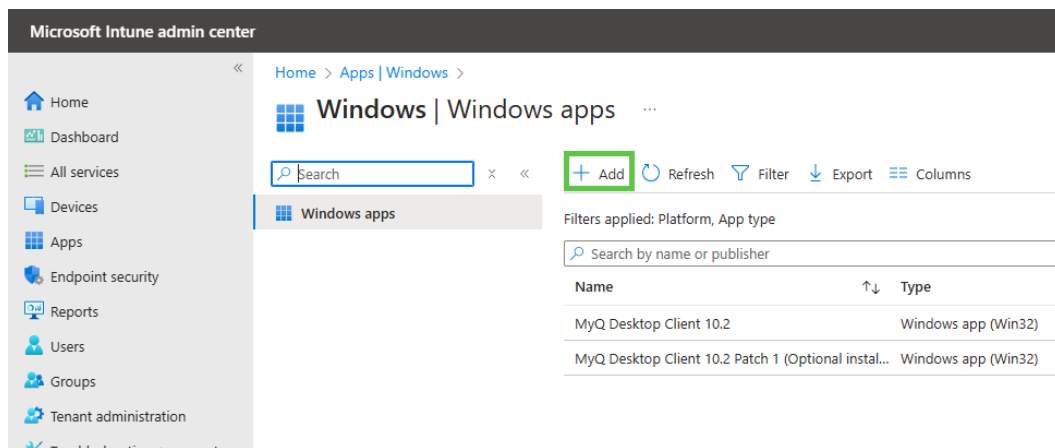 Microsoft Intune admin center
«
Home
Dashboard
All services
Devices
Apps
Endpoint security
Reports
Users
Groups
Tenant administration
Home > Apps | Windows >
Windows | Windows apps ...
Search
«
Windows apps
+ Add Refresh Filter Export Columns
Filters applied: Platform, App type
Search by name or publisher
Name ↑↓ Type
MyQ Desktop Client 10.2 Windows app (Win32)
MyQ Desktop Client 10.2 Patch 1 (Optional instal... Windows app (Win32)